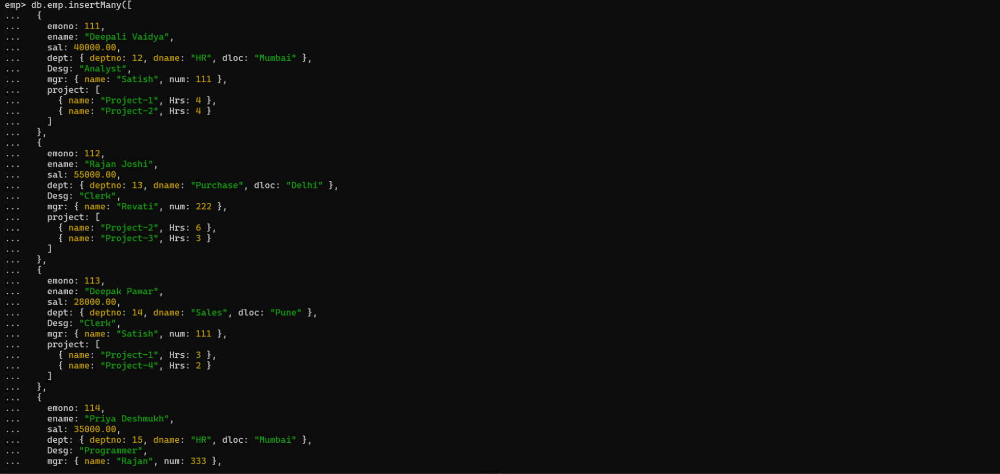 emp> db.emp.insertMany([
...   {
...     emono: 111,
...     ename: "Deepali Vaidya",
...     sal: 40000.00,
...     dept: { deptno: 12, dname: "HR", dloc: "Mumbai" },
...     Desg: "Analyst",
...     mgr: { name: "Satish", num: 111 },
...     project: [
...       { name: "Project-1", Hrs: 4 },
...       { name: "Project-2", Hrs: 4 }
...     ]
...   },
...   {
...     emono: 112,
...     ename: "Rajan Joshi",
...     sal: 55000.00,
...     dept: { deptno: 13, dname: "Purchase", dloc: "Delhi" },
...     Desg: "Clerk",
...     mgr: { name: "Revati", num: 222 },
...     project: [
...       { name: "Project-2", Hrs: 6 },
...       { name: "Project-3", Hrs: 3 }
...     ]
...   },
...   {
...     emono: 113,
...     ename: "Deepak Pawar",
...     sal: 28000.00,
...     dept: { deptno: 14, dname: "Sales", dloc: "Pune" },
...     Desg: "Clerk",
...     mgr: { name: "Satish", num: 111 },
...     project: [
...       { name: "Project-1", Hrs: 3 },
...       { name: "Project-4", Hrs: 2 }
...     ]
...   },
...   {
...     emono: 114,
...     ename: "Priya Deshmukh",
...     sal: 35000.00,
...     dept: { deptno: 15, dname: "HR", dloc: "Mumbai" },
...     Desg: "Programmer",
...     mgr: { name: "Rajan", num: 333 },